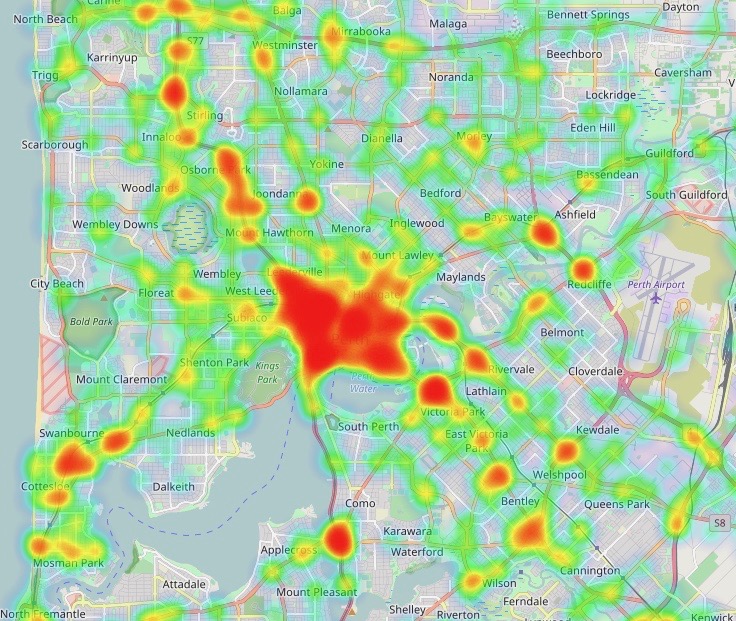 Carine
Balga
Dayton
North Beach
Bennett Springs
Malaga
Mirrabooka
S77
Westminster
Karrinyup
Beechboro
Caversham
Trigg
Noranda
Nollamara
Lockridge
Stirling
Eden Hill
Innaloo
Dianella
Morley
Scarborough
Guildford
Yokine
Osborne Park
Bassendean
Woodlands
Joondanna
Bedford
South Guildford
Wembley Downs
Inglewood
Bayswater
Ashfield
Mount Hawthorn
Menora
Mount Lawley
Wembley
Leederville
Maylands
Redcliffe
City Beach
Floreat
West Leed
Highgate
Perth Airport
Bold Park
Subiaco
Belmont
Shenton Park
Kings
Park
Rivervale
Cloverdale
Mount Claremont
Perth
Water
Lathlain
Victoria Park
Swanbourne
Nedlands
South Perth
East Victoria
Park
Kewdale
Cottesloe
Dalkeith
Welshpool
Como
Bentley
Queens Park
S8
Karawara
Applecross
Waterford
Mosman Park
Cannington
Attadale
Mount Pleasant
Wilson
Ferndale
North Fremantle
Shelley
Riverton
Kenwick